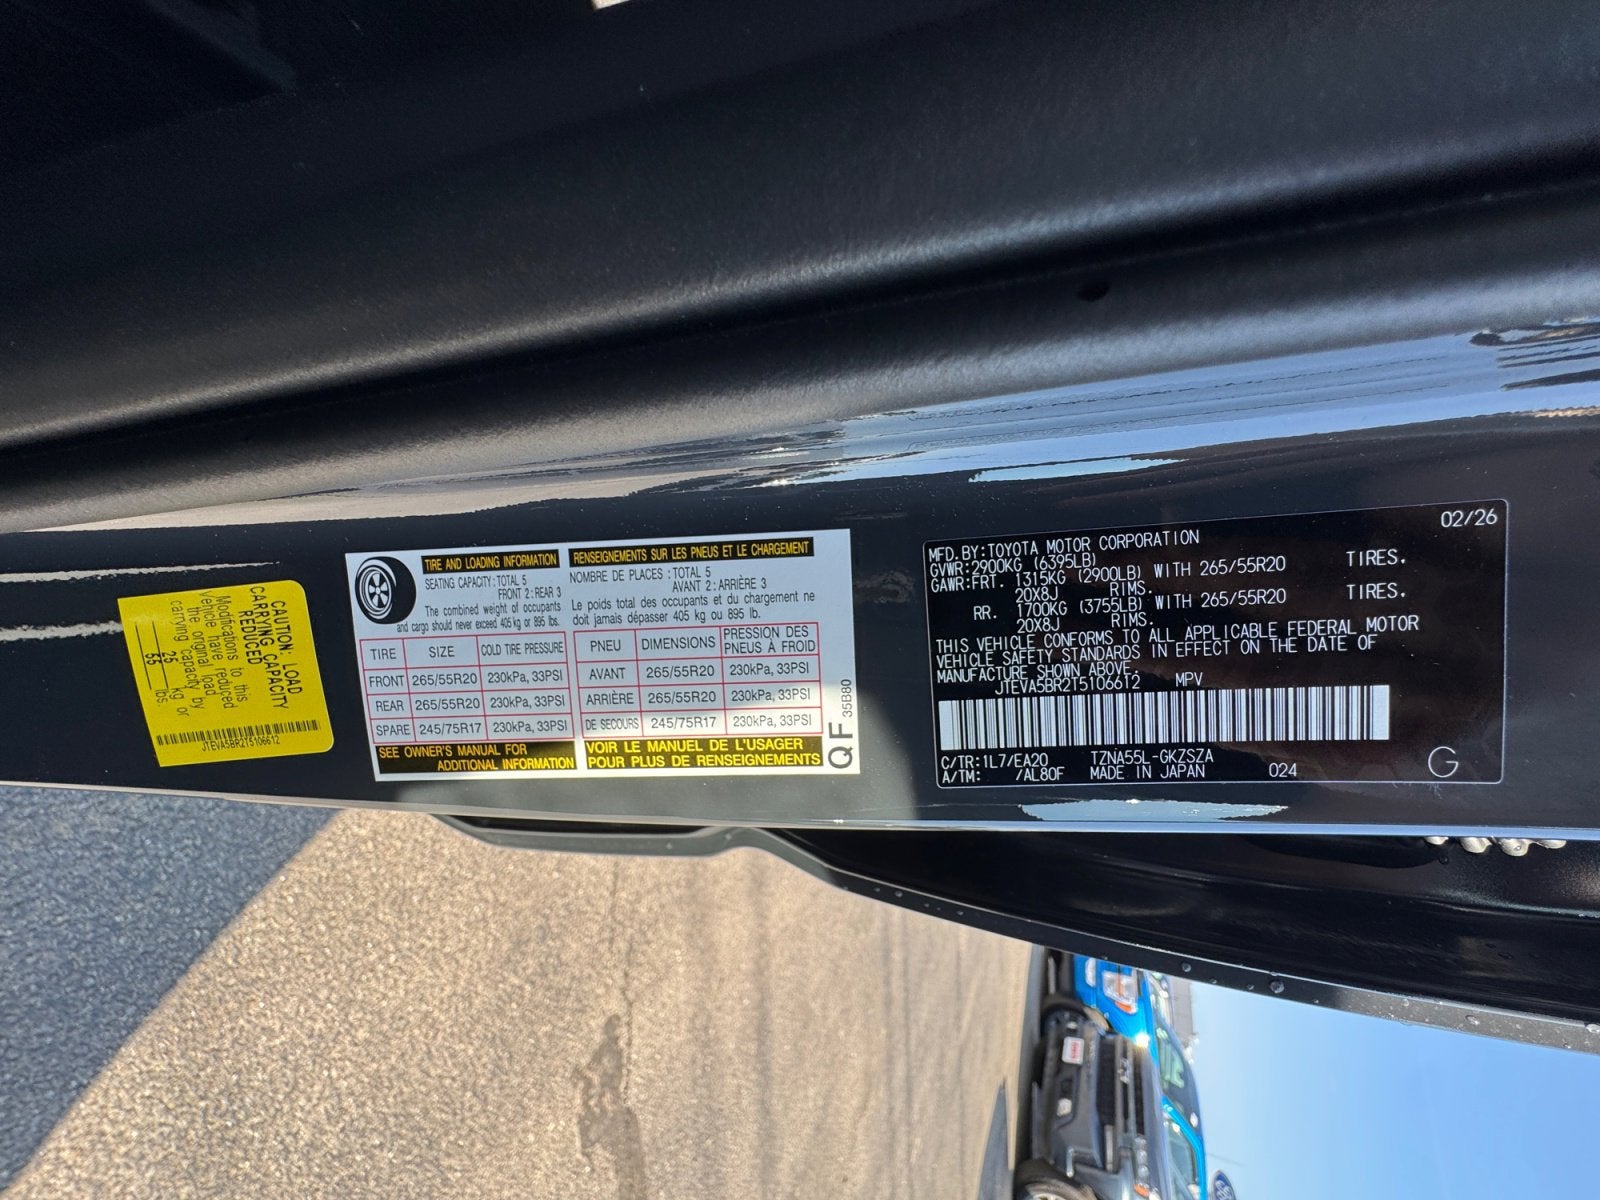 CAUTION: LOAD
CARRYING CAPACITY
REDUCED
Modifications to this
Vehicle have reduced
the original load
carrying capacity by
25 kg or
55 lbs.
JTEVA5BR2T5106612
TIRE AND LOADING INFORMATION
SEATING CAPACITY: TOTAL 5
FRONT 2 : REAR 3
The combined weight of occupants
and cargo should never exceed 405 kg or 895 lbs.
TIRE SIZE COLD TIRE PRESSURE
FRONT 265/55R20 230kPa, 33PSI
REAR 265/55R20 230kPa, 33PSI
SPARE 245/75R17 230kPa, 33PSI
SEE OWNER'S MANUAL FOR
ADDITIONAL INFORMATION
RENSEIGNEMENTS SUR LES PNEUS ET LE CHARGEMENT
NOMBRE DE PLACES : TOTAL 5
AVANT 2 : ARRIÈRE 3
Le poids total des occupants et du chargement ne
doit jamais dépasser 405 kg ou 895 lb.
PNEU DIMENSIONS PRESSION DES
PNEUS À FROID
AVANT 265/55R20 230kPa, 33PSI
ARRIÈRE 265/55R20 230kPa, 33PSI
DE SECOURS 245/75R17 230kPa, 33PSI
VOIR LE MANUEL DE L'USAGER
POUR PLUS DE RENSEIGNEMENTS
QF 35B80
02/26
MFD.BY:TOYOTA MOTOR CORPORATION
GVWR:2900KG (6395LB)
GAWR:FRT. 1315KG (2900LB) WITH 265/55R20 TIRES.
20X8J RIMS.
RR. 1700KG (3755LB) WITH 265/55R20 TIRES.
20X8J RIMS.
THIS VEHICLE CONFORMS TO ALL APPLICABLE FEDERAL MOTOR
VEHICLE SAFETY STANDARDS IN EFFECT ON THE DATE OF
MANUFACTURE SHOWN ABOVE.
JTEVA5BR2T5106612 MPV
C/TR:1L7/EA20 TZNA55L-GKZSZA
A/TM: /AL80F MADE IN JAPAN 024 G